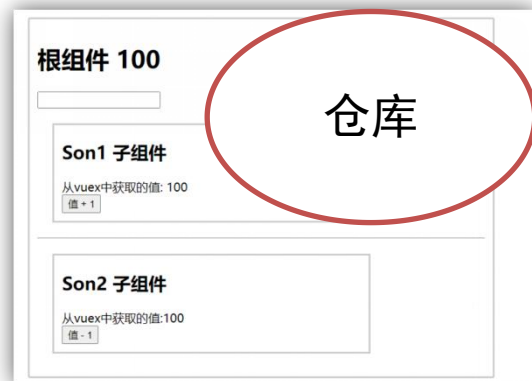 根组件 100
仓库
Son1 子组件
从vuex中获取的值: 100
值 + 1
Son2 子组件
从vuex中获取的值:100
值 - 1